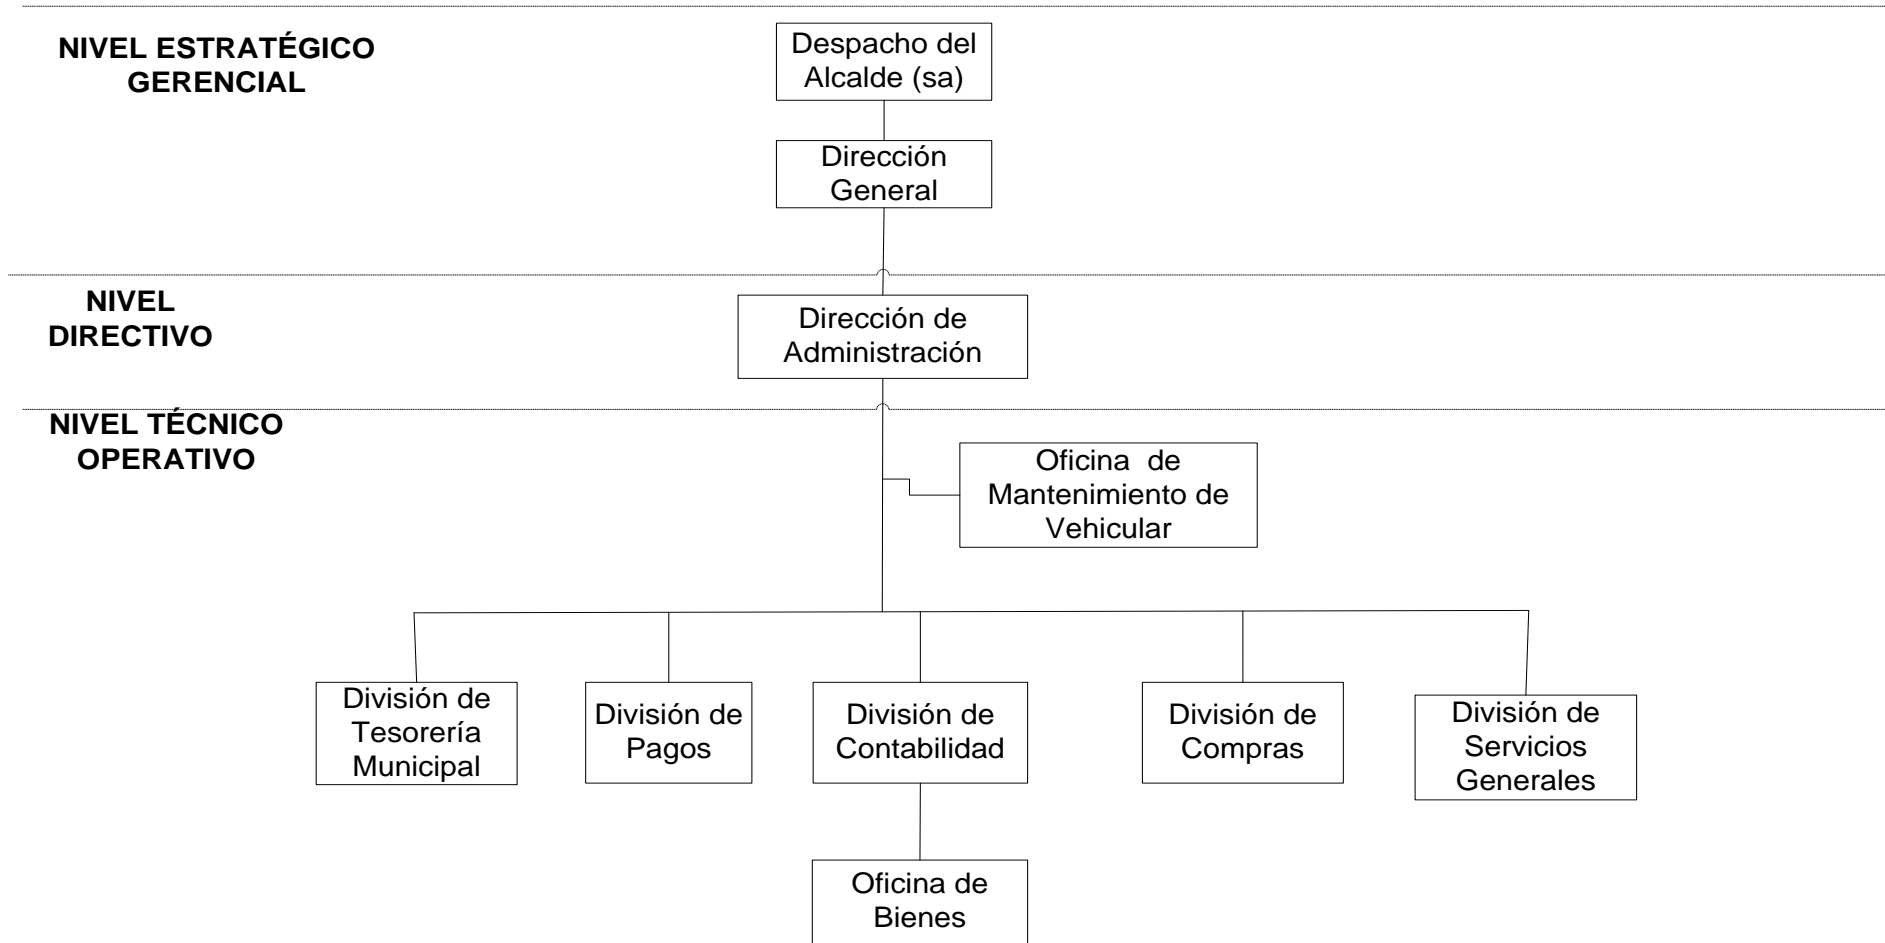 NIVEL ESTRATÉGICO
GERENCIAL
Despacho del
Alcalde (sa)
Dirección
General
NIVEL
DIRECTIVO
Dirección de
Administración
NIVEL TÉCNICO
OPERATIVO
Oficina de
Mantenimiento de
Vehicular
División de
Tesorería
Municipal
División de
Pagos
División de
Contabilidad
División de
Compras
División de
Servicios
Generales
Oficina de
Bienes